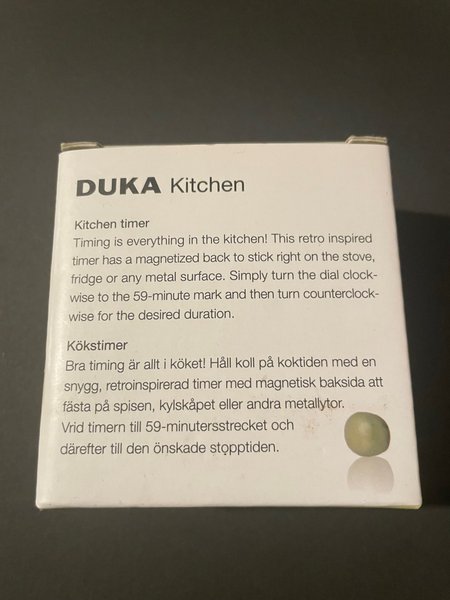 DUKA Kitchen
Kitchen timer
Timing is everything in the kitchen! This retro inspired
timer has a magnetized back to stick right on the stove,
fridge or any metal surface. Simply turn the dial clock-
wise to the 59-minute mark and then turn counterclock-
wise for the desired duration.
Kökstimer
Bra timing är allt i köket! Håll koll på koktiden med en
snygg, retroinspirerad timer med magnetisk baksida att
fästa på spisen, kylskåpet eller andra metallytor.
Vrid timern till 59-minutersstrecket och
därefter till den önskade stopptiden.